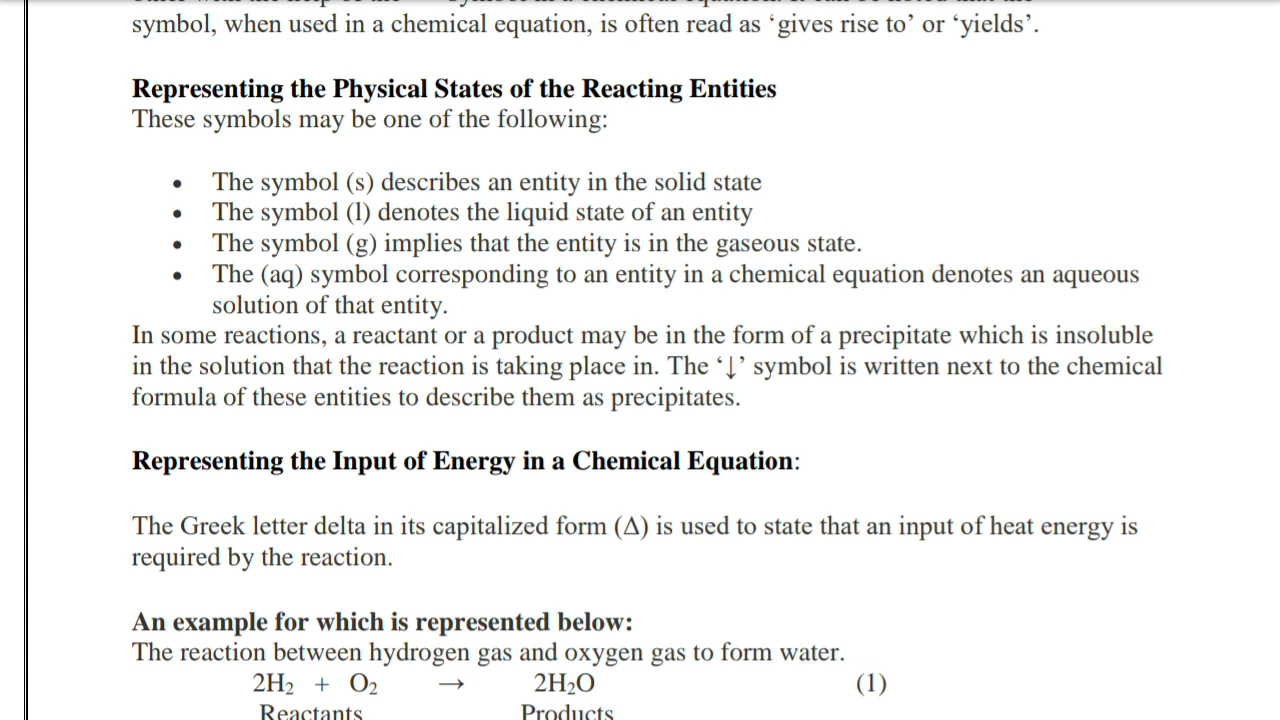 symbol, when used in a chemical equation, is often read as ‘gives rise to’ or ‘yields’.
Representing the Physical States of the Reacting Entities
These symbols may be one of the following:
• The symbol (s) describes an entity in the solid state
• The symbol (l) denotes the liquid state of an entity
• The symbol (g) implies that the entity is in the gaseous state.
• The (aq) symbol corresponding to an entity in a chemical equation denotes an aqueous
solution of that entity.
In some reactions, a reactant or a product may be in the form of a precipitate which is insoluble
in the solution that the reaction is taking place in. The ‘↓’ symbol is written next to the chemical
formula of these entities to describe them as precipitates.
Representing the Input of Energy in a Chemical Equation:
The Greek letter delta in its capitalized form (Δ) is used to state that an input of heat energy is
required by the reaction.
An example for which is represented below:
The reaction between hydrogen gas and oxygen gas to form water.
2H₂ + O₂ → 2H₂O (1)
Reactants Products